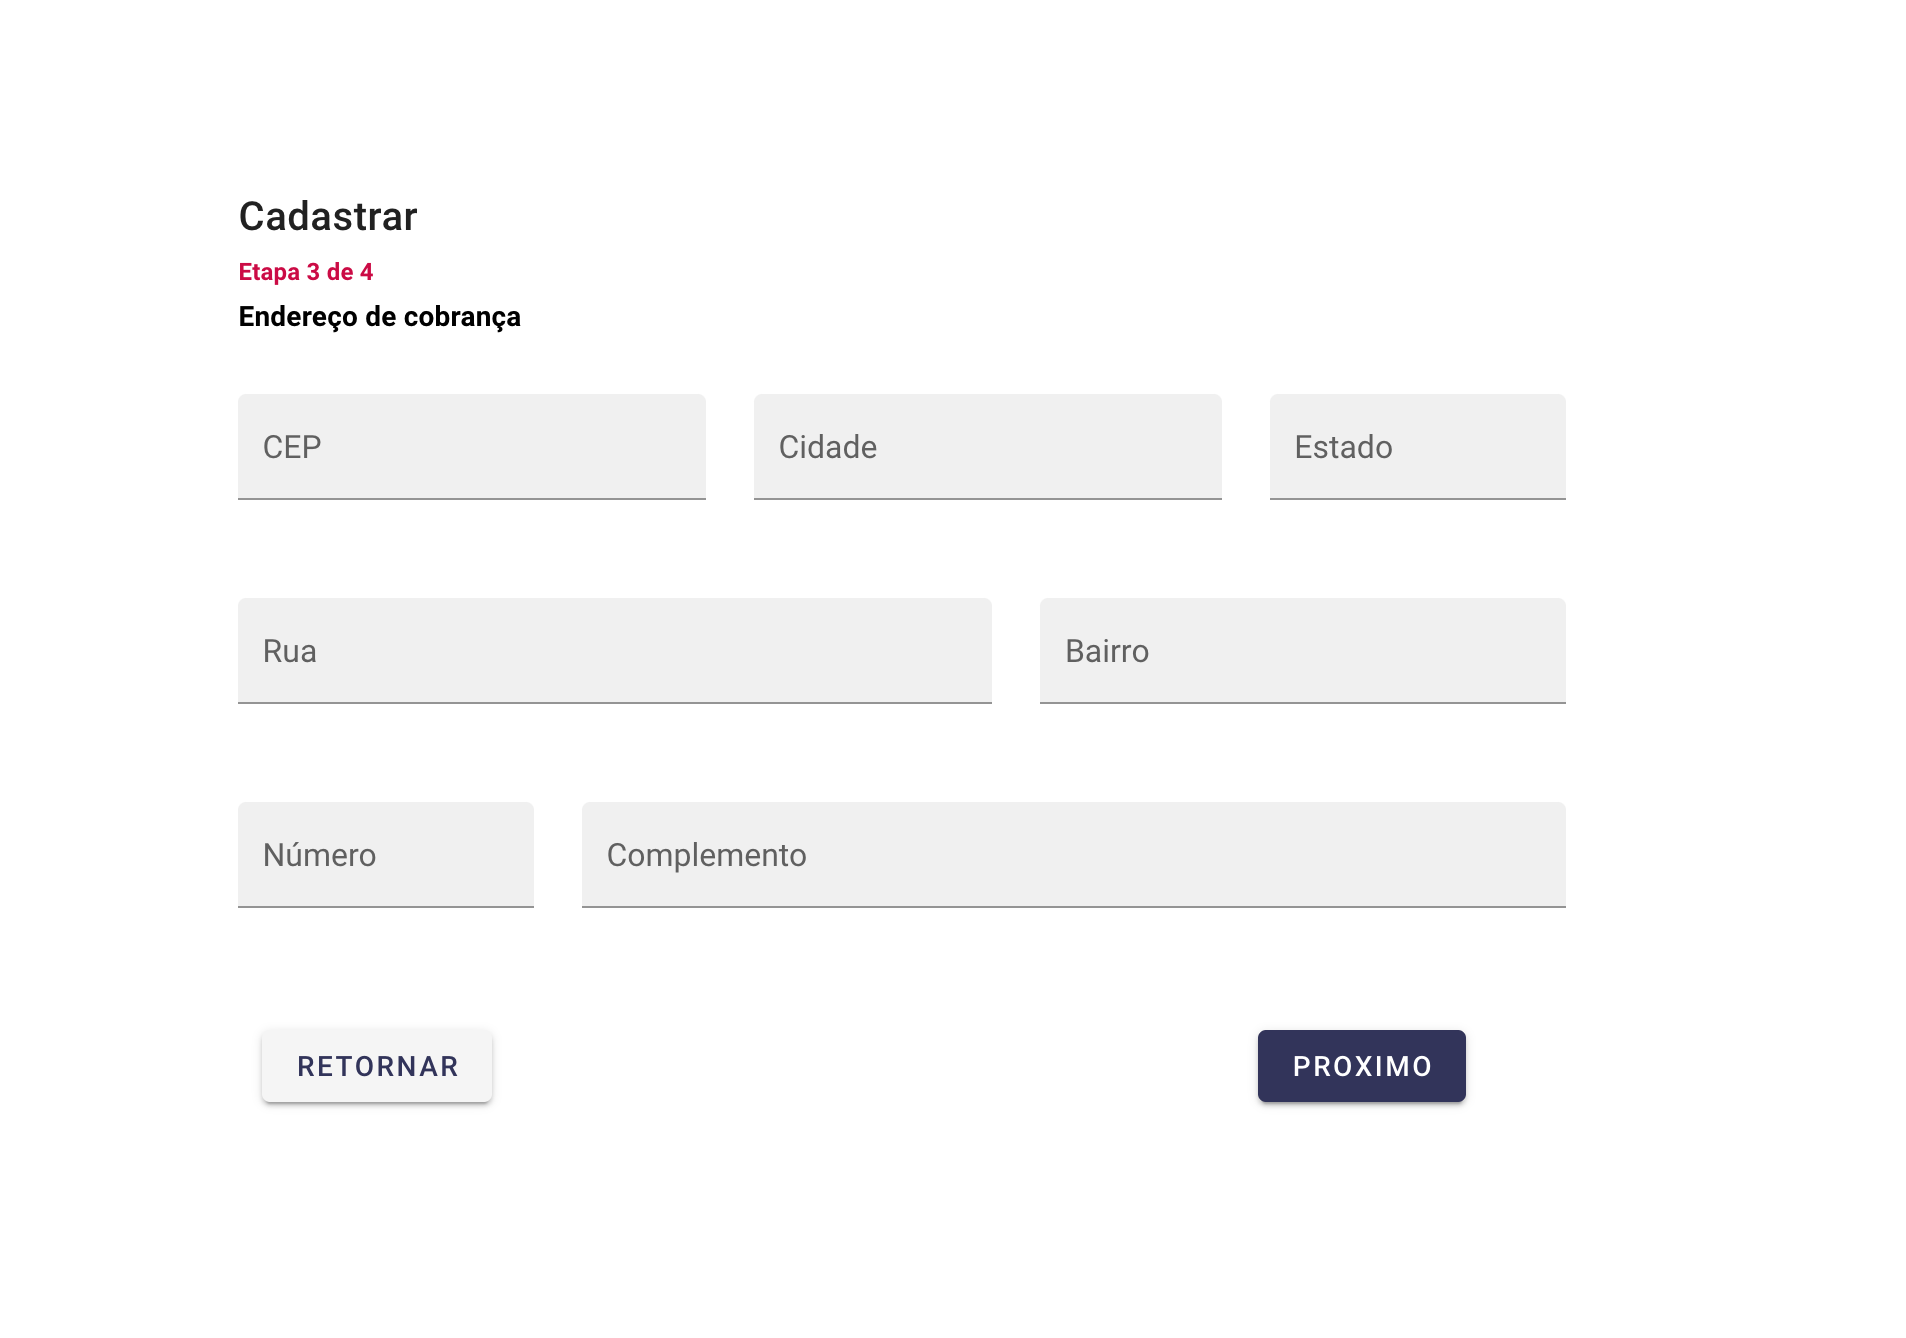 Cadastrar
Etapa 3 de 4
Endereço de cobrança
CEP Cidade Estado
Rua Bairro
Número Complemento
RETORNAR PROXIMO